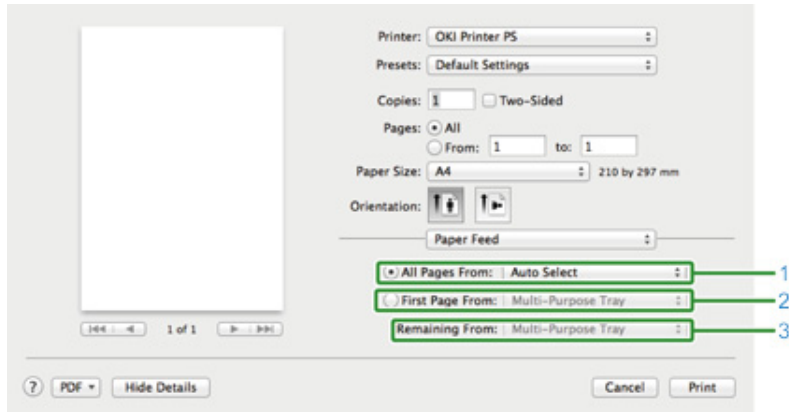 Printer: OKI Printer PS
Presets: Default Settings
Copies: 1 Two-Sided
Pages: All
From: 1 to: 1
Paper Size: A4 210 by 297 mm
Orientation:
Paper Feed
All Pages From: Auto Select 1
First Page From: Multi-Purpose Tray 2
Remaining From: Multi-Purpose Tray 3
1 of 1
? PDF Hide Details Cancel Print